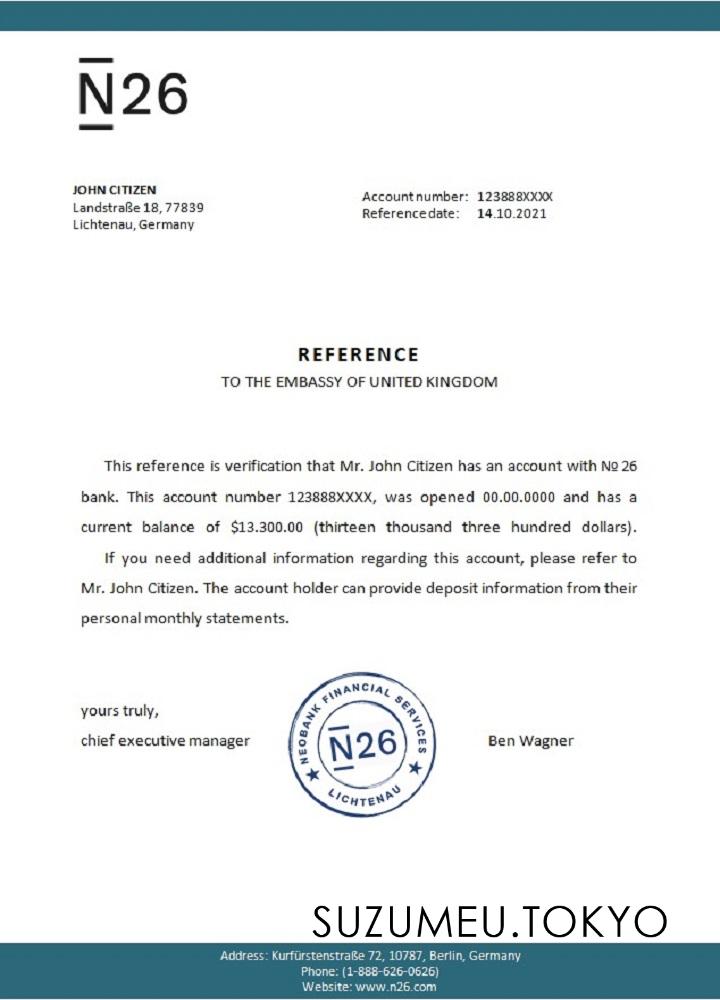 N26
JOHN CITIZEN
Landstraße 18, 77839
Lichtenau, Germany
Account number: 123888XXXX
Reference date: 14.10.2021
REFERENCE
TO THE EMBASSY OF UNITED KINGDOM
This reference is verification that Mr. John Citizen has an account with № 26
bank. This account number 123888XXXX, was opened 00.00.0000 and has a
current balance of $13.300.00 (thirteen thousand three hundred dollars).
If you need additional information regarding this account, please refer to
Mr. John Citizen. The account holder can provide deposit information from their
personal monthly statements.
yours truly,
chief executive manager
NEOBANK FINANCIAL SERVICES
N26
LICHTENAU
Ben Wagner
SUZUMEU.TOKYO
Address: Kurfürstenstraße 72, 10787, Berlin, Germany
Phone: (1-888-626-0626)
Website: www.n26.com